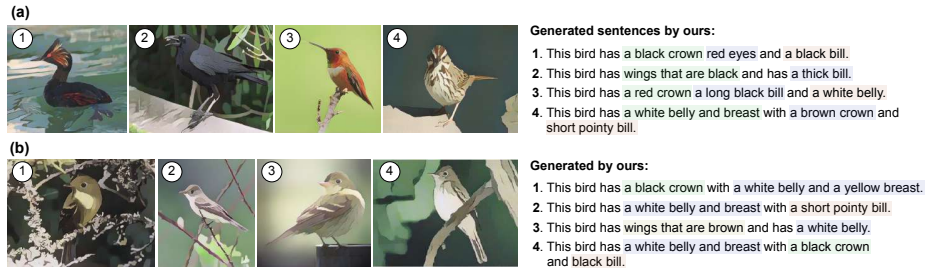 (a)
1
2
3
4
Generated sentences by ours:
1. This bird has a black crown red eyes and a black bill.
2. This bird has wings that are black and has a thick bill.
3. This bird has a red crown a long black bill and a white belly.
4. This bird has a white belly and breast with a brown crown and
short pointy bill.
(b)
1
2
3
4
Generated by ours:
1. This bird has a black crown with a white belly and a yellow breast.
2. This bird has a white belly and breast with a short pointy bill.
3. This bird has wings that are brown and has a white belly.
4. This bird has a white belly and breast with a black crown
and black bill.